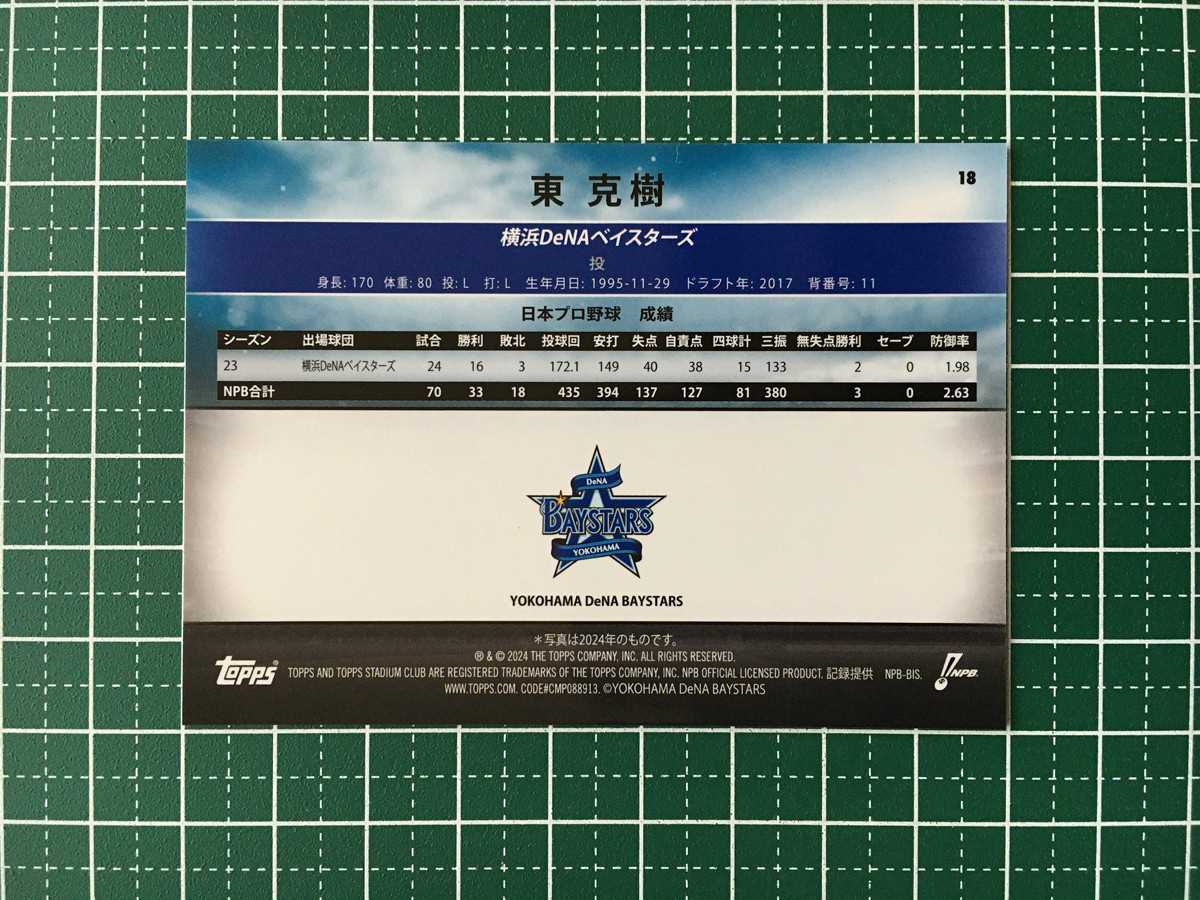 18
東 克樹
横浜DeNAベイスターズ
投
身長: 170 体重: 80 投: L 打: L 生年月日: 1995-11-29 ドラフト年: 2017 背番号: 11
日本プロ野球 成績
シーズン 出場球団 試合 勝利 敗北 投球回 安打 失点 自責点 四球計 三振 無失点勝利 セーブ 防御率
23 横浜DeNAベイスターズ 24 16 3 172.1 149 40 38 15 133 2 0 1.98
NPB合計 70 33 18 435 394 137 127 81 380 3 0 2.63
DeNA
BAYSTARS
YOKOHAMA
YOKOHAMA DeNA BAYSTARS
＊写真は2024年のものです。
® & © 2024 THE TOPPS COMPANY, INC. ALL RIGHTS RESERVED.
topps® TOPPS AND TOPPS STADIUM CLUB ARE REGISTERED TRADEMARKS OF THE TOPPS COMPANY, INC. NPB OFFICIAL LICENSED PRODUCT. 記録提供 NPB-BIS. NPB.
WWW.TOPPS.COM. CODE#CMP088913. ©YOKOHAMA DeNA BAYSTARS